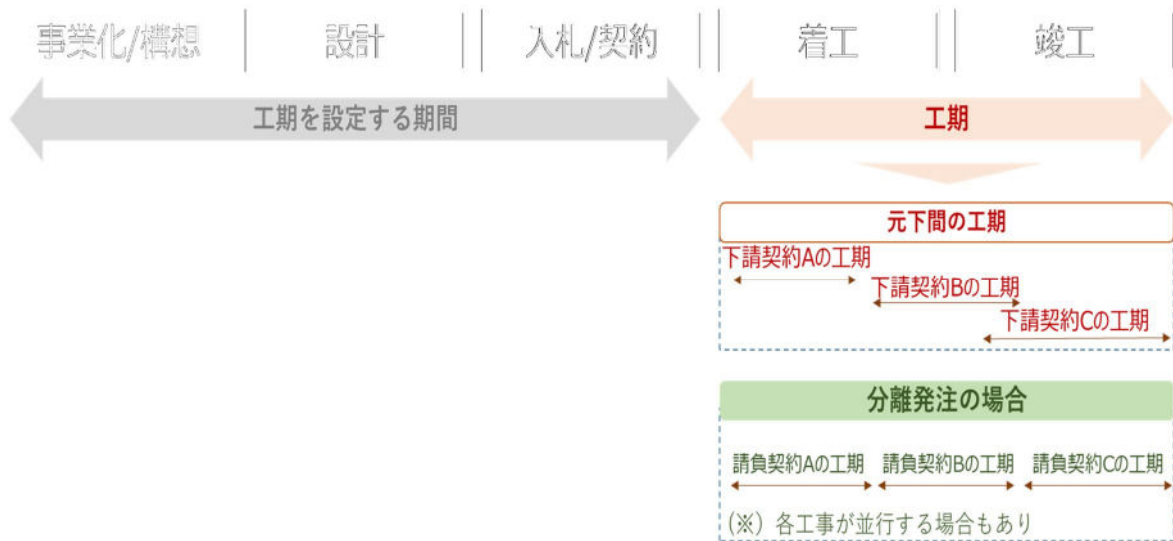 事業化/構想
設計
入札/契約
着工
竣工
工期を設定する期間
工期
元下間の工期
下請契約Aの工期
下請契約Bの工期
下請契約Cの工期
分離発注の場合
請負契約Aの工期
請負契約Bの工期
請負契約Cの工期
(※) 各工事が並行する場合もあり